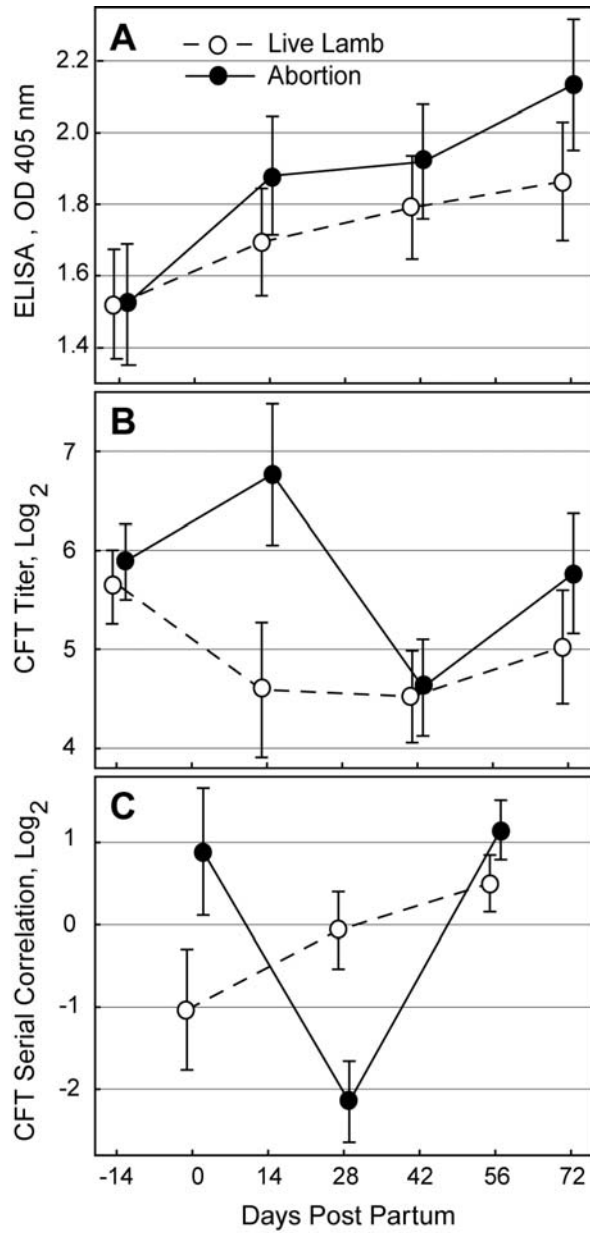 A
Live Lamb
Abortion
ELISA , OD 405 nm
2.2
2.0
1.8
1.6
1.4
B
CFT Titer, Log2
7
6
5
4
C
CFT Serial Correlation, Log2
1
0
-1
-2
-14 0 14 28 42 56 72
Days Post Partum